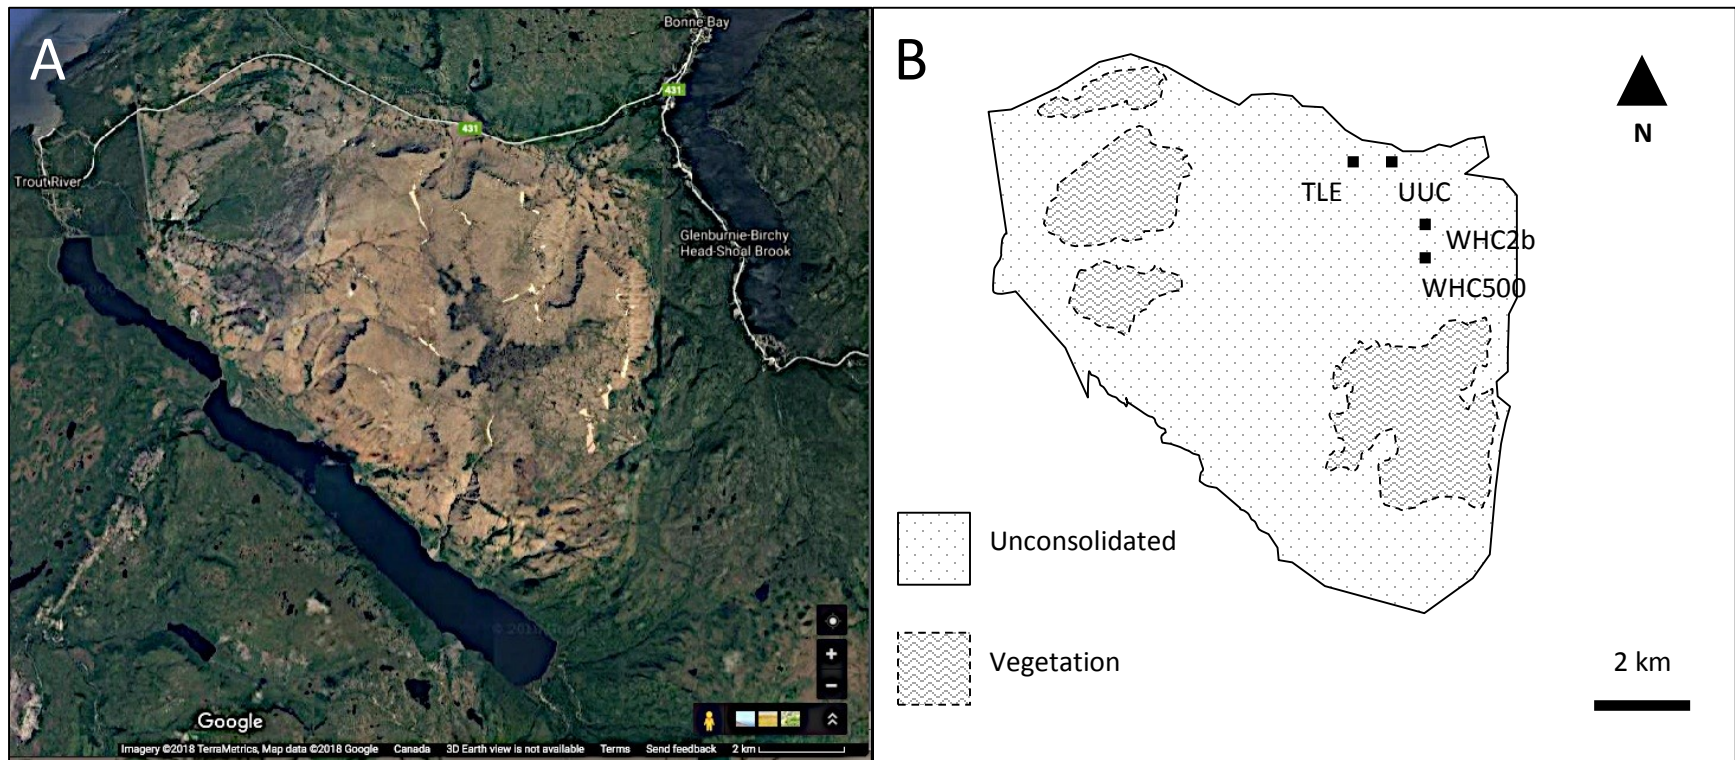 A
Bonne Bay
431
431
Trout River
Glenburnie-Birchy
Head-Shoal Brook
Google
Imagery ©2018 TerraMetrics, Map data ©2018 Google Canada 3D Earth view is not available Terms Send feedback 2 km
B
N
TLE
UUC
WHC2b
WHC500
Unconsolidated
Vegetation
2 km